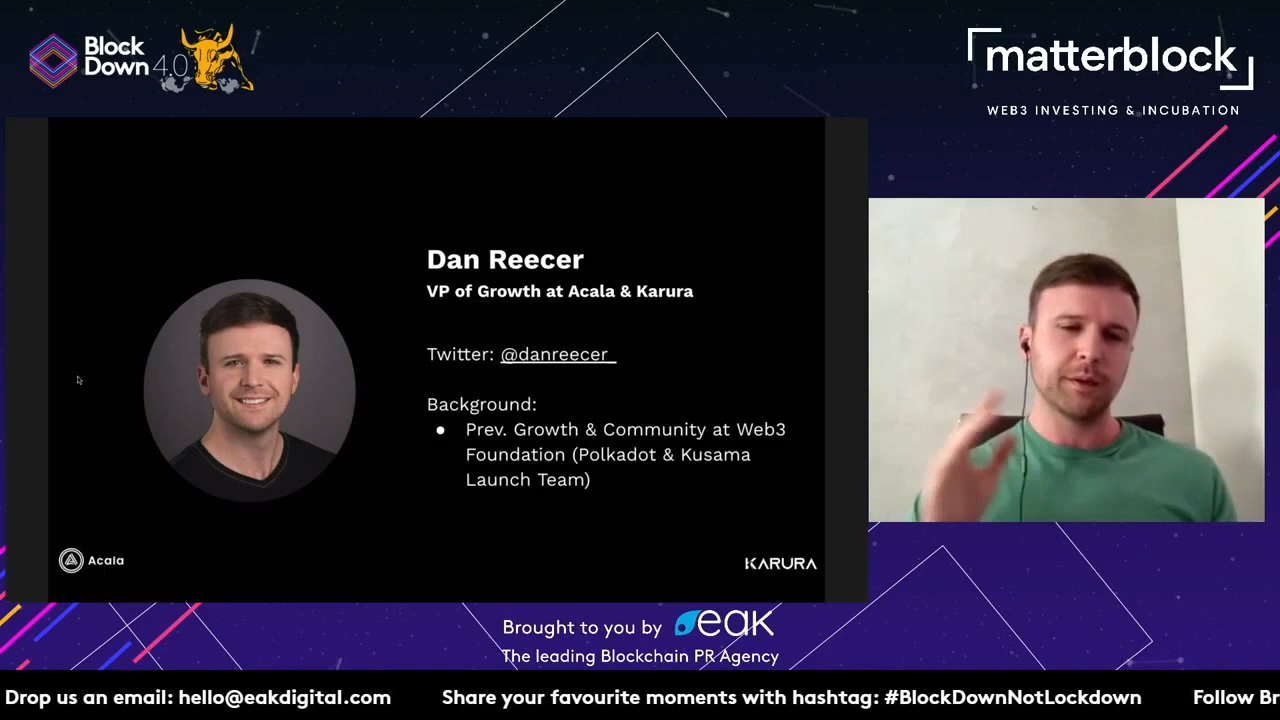 Block
Down 4.0
matterblock
WEB3 INVESTING & INCUBATION
Dan Reecer
VP of Growth at Acala & Karura
Twitter: @danreecer_
Background:
● Prev. Growth & Community at Web3
Foundation (Polkadot & Kusama
Launch Team)
Acala
KARURA
Brought to you by eak
The leading Blockchain PR Agency
Drop us an email: hello@eakdigital.com Share your favourite moments with hashtag: #BlockDownNotLockdown Follow Br